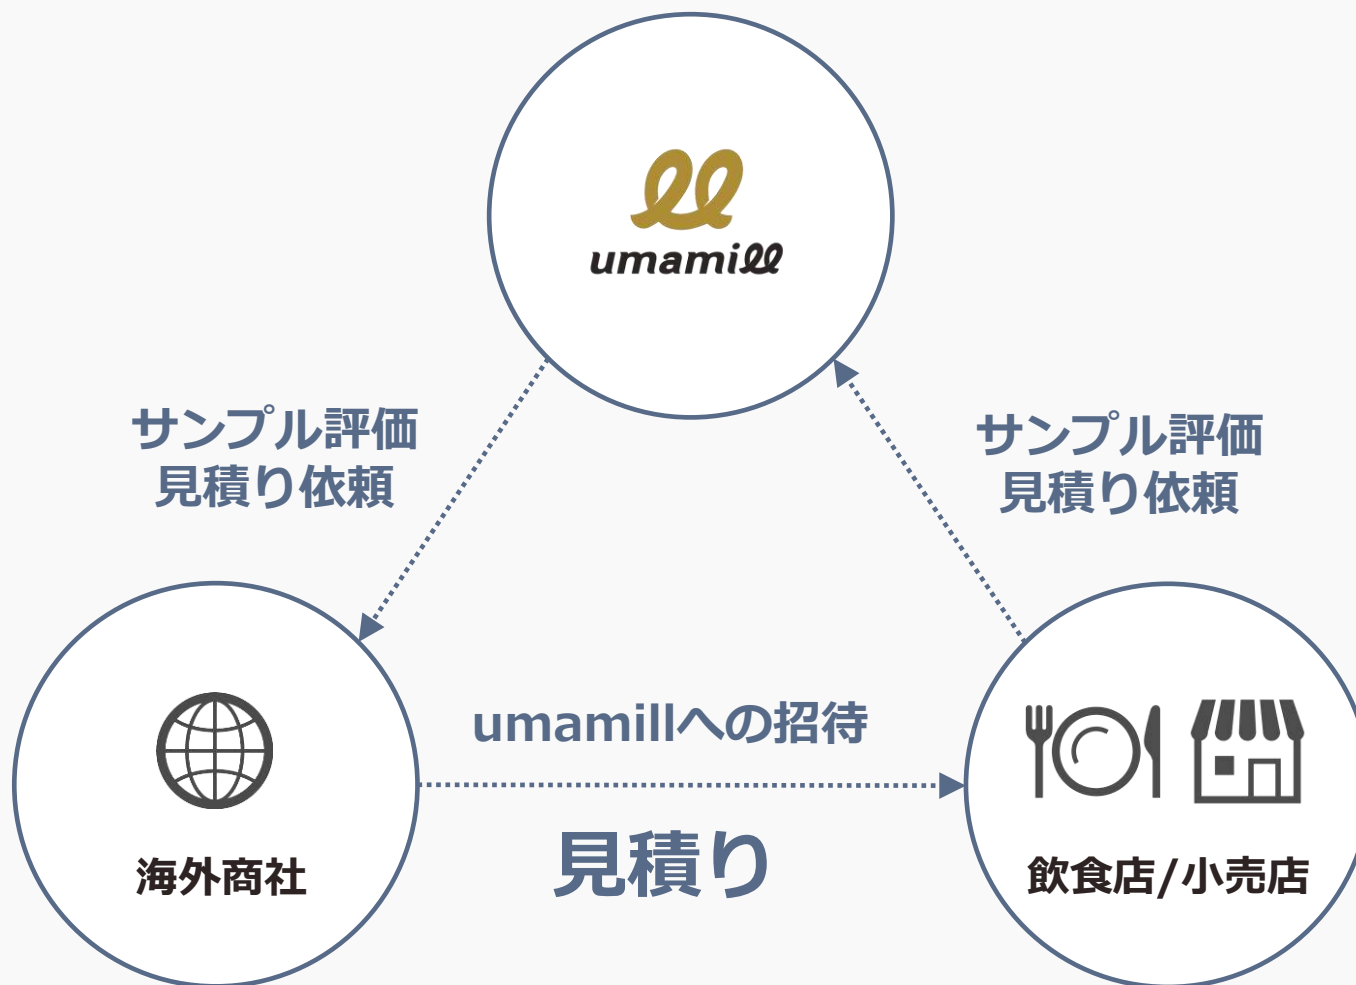 umamill
サンプル評価
見積り依頼
サンプル評価
見積り依頼
umamillへの招待
見積り
海外商社
飲食店/小売店